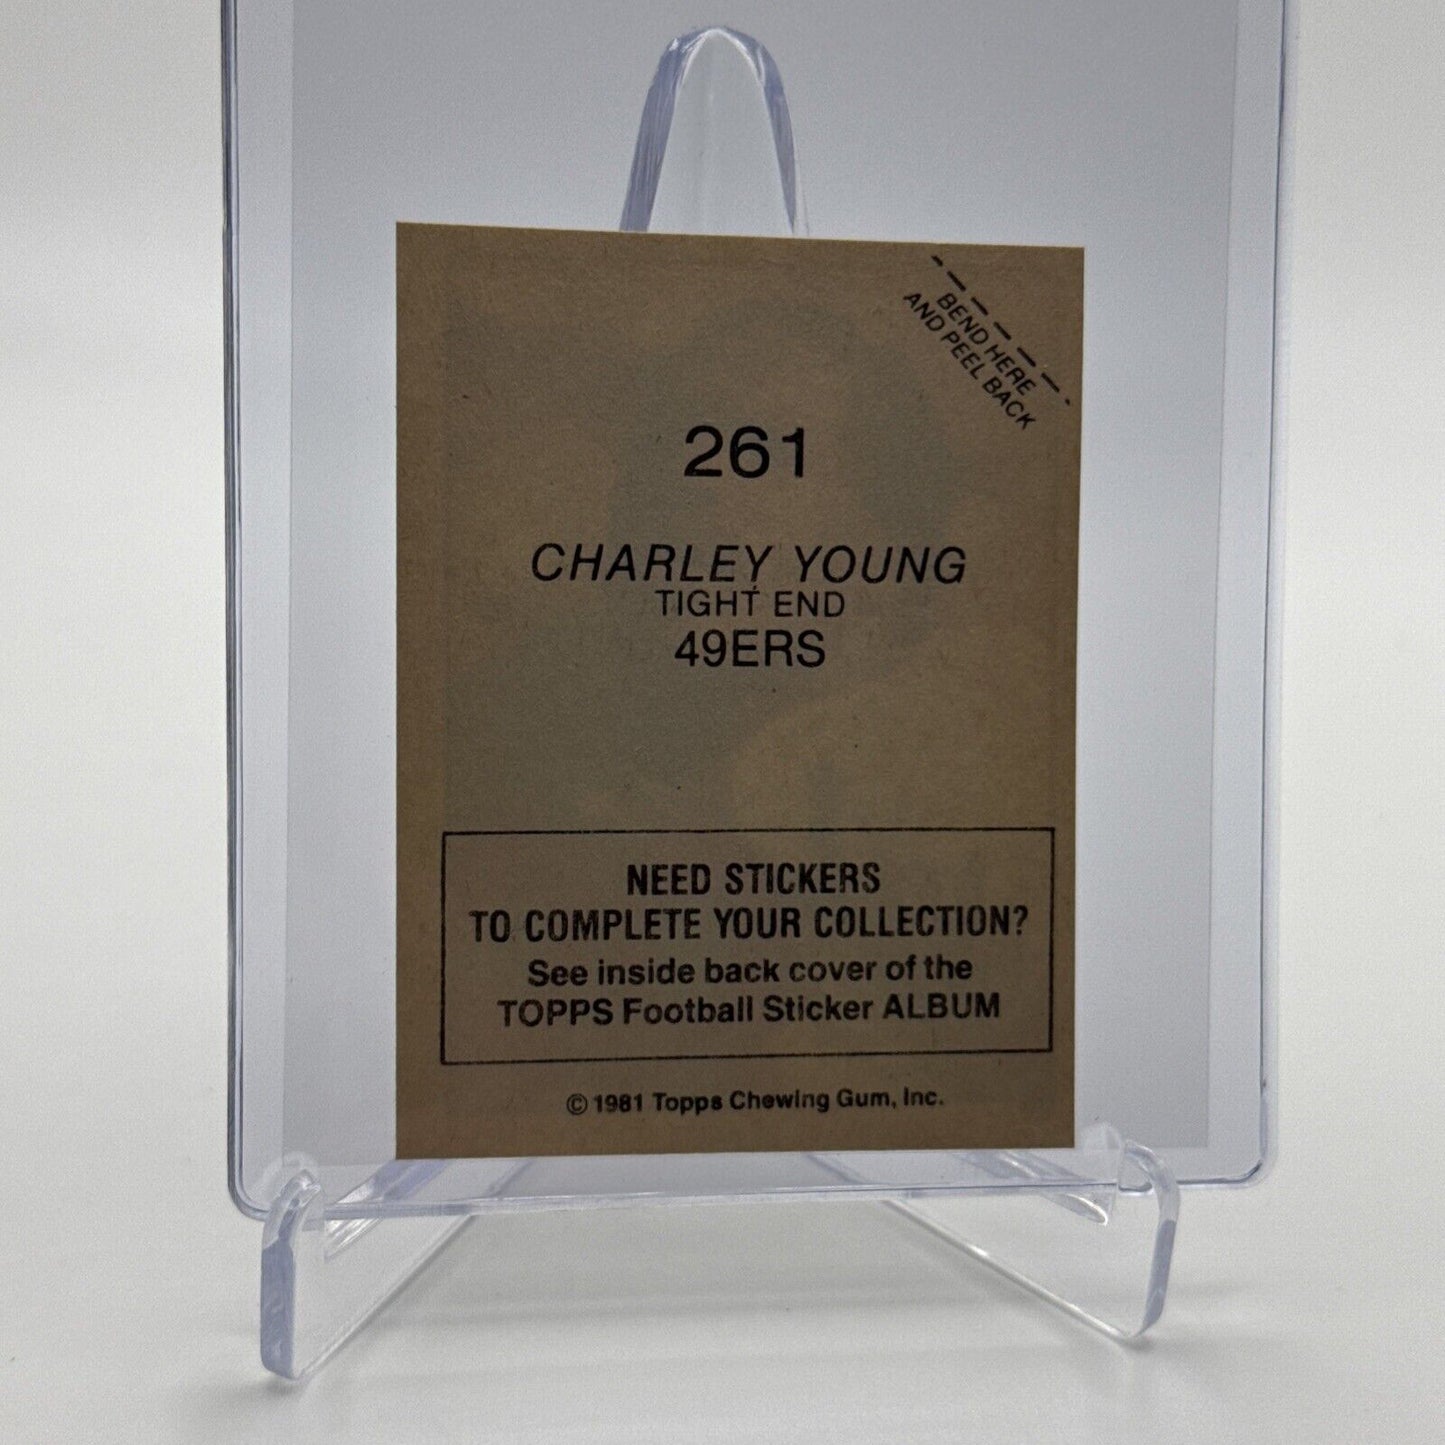 BEND HERE
AND PEEL BACK
261
CHARLEY YOUNG
TIGHT END
49ERS
NEED STICKERS
TO COMPLETE YOUR COLLECTION?
See inside back cover of the
TOPPS Football Sticker ALBUM
© 1981 Topps Chewing Gum, Inc.